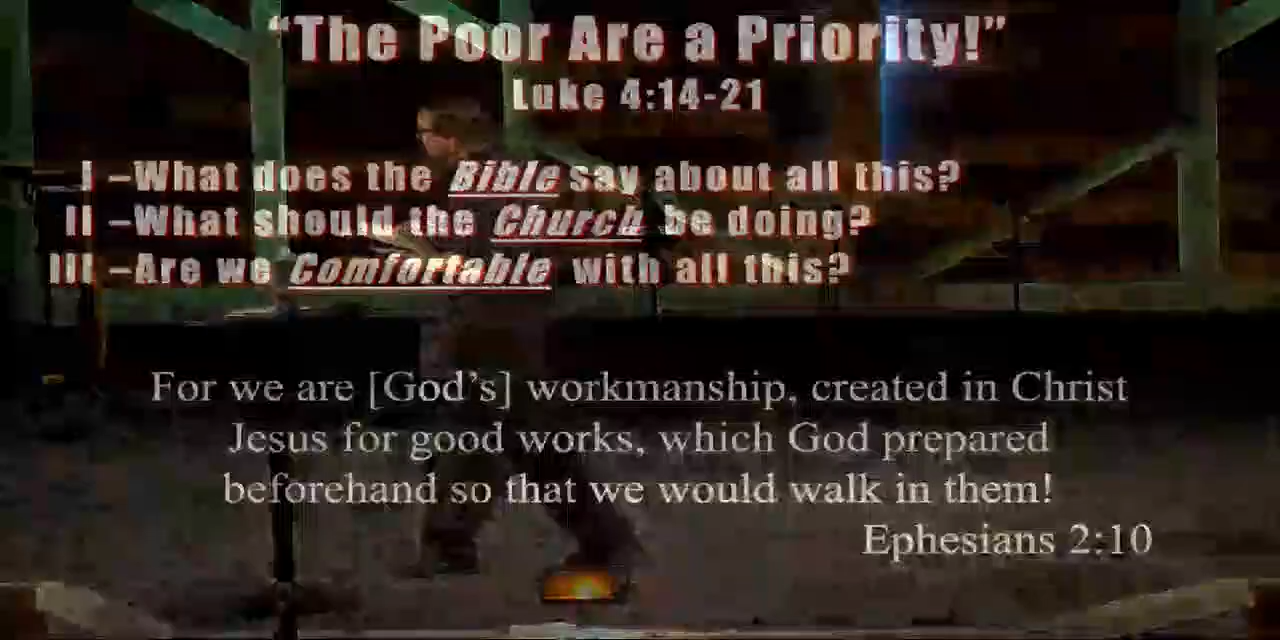 “The Poor Are a Priority!”
Luke 4:14-21
I –What does the Bible say about all this?
II –What should the Church be doing?
III –Are we Comfortable with all this?
For we are [God’s] workmanship, created in Christ
Jesus for good works, which God prepared
beforehand so that we would walk in them!
Ephesians 2:10